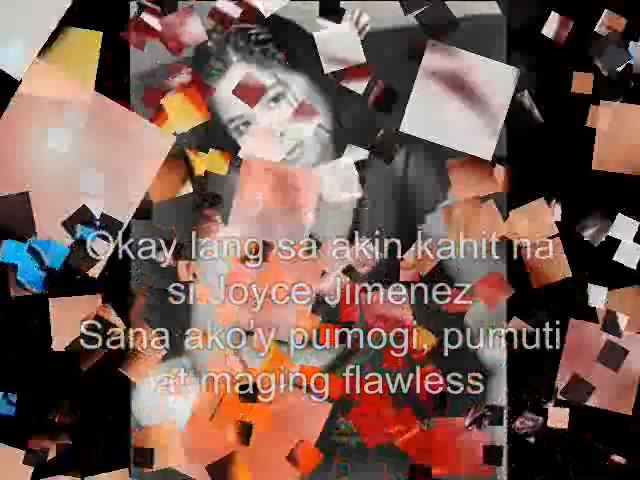 Okay lang sa akin kahit na
si Joyce Jimenez
Sana ako'y pumogi, pumuti
at maging flawless